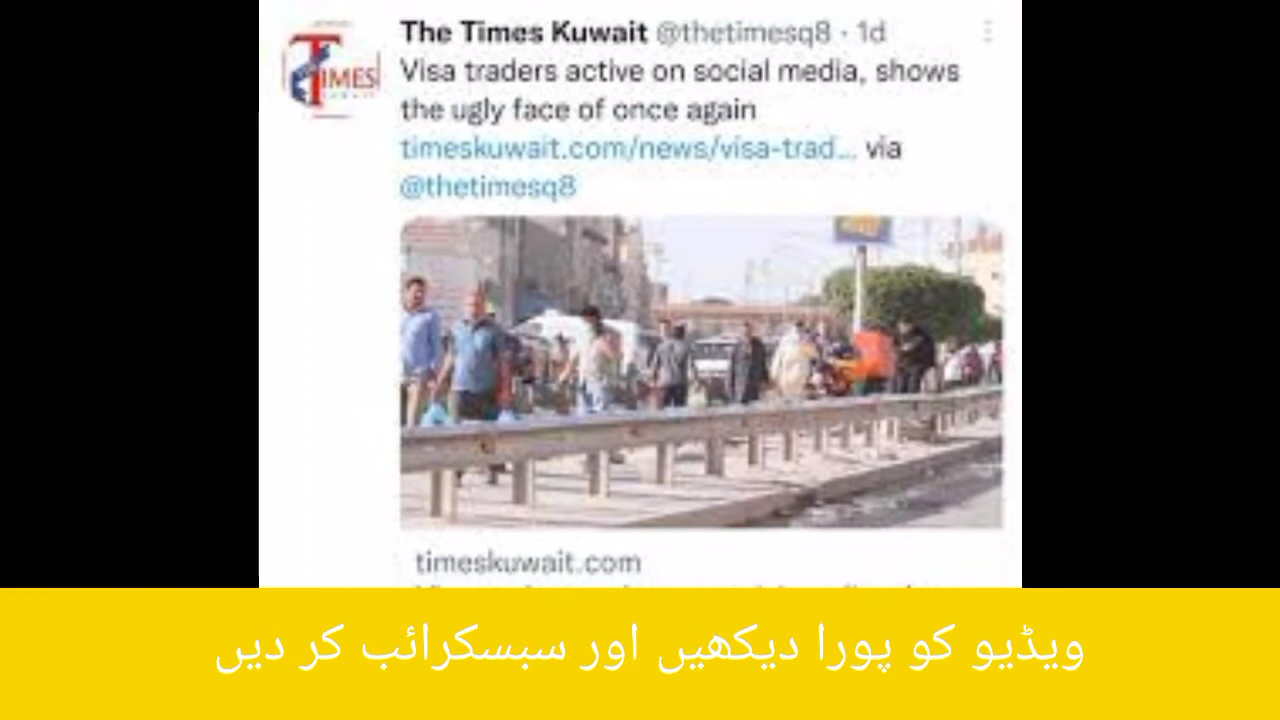 The Times Kuwait @thetimesq8 · 1d
TIMES
Visa traders active on social media, shows
the ugly face of once again
timeskuwait.com/news/visa-trad... via
@thetimesq8
timeskuwait.com
ویڈیو کو پورا دیکھیں اور سبسکرائب کر دیں